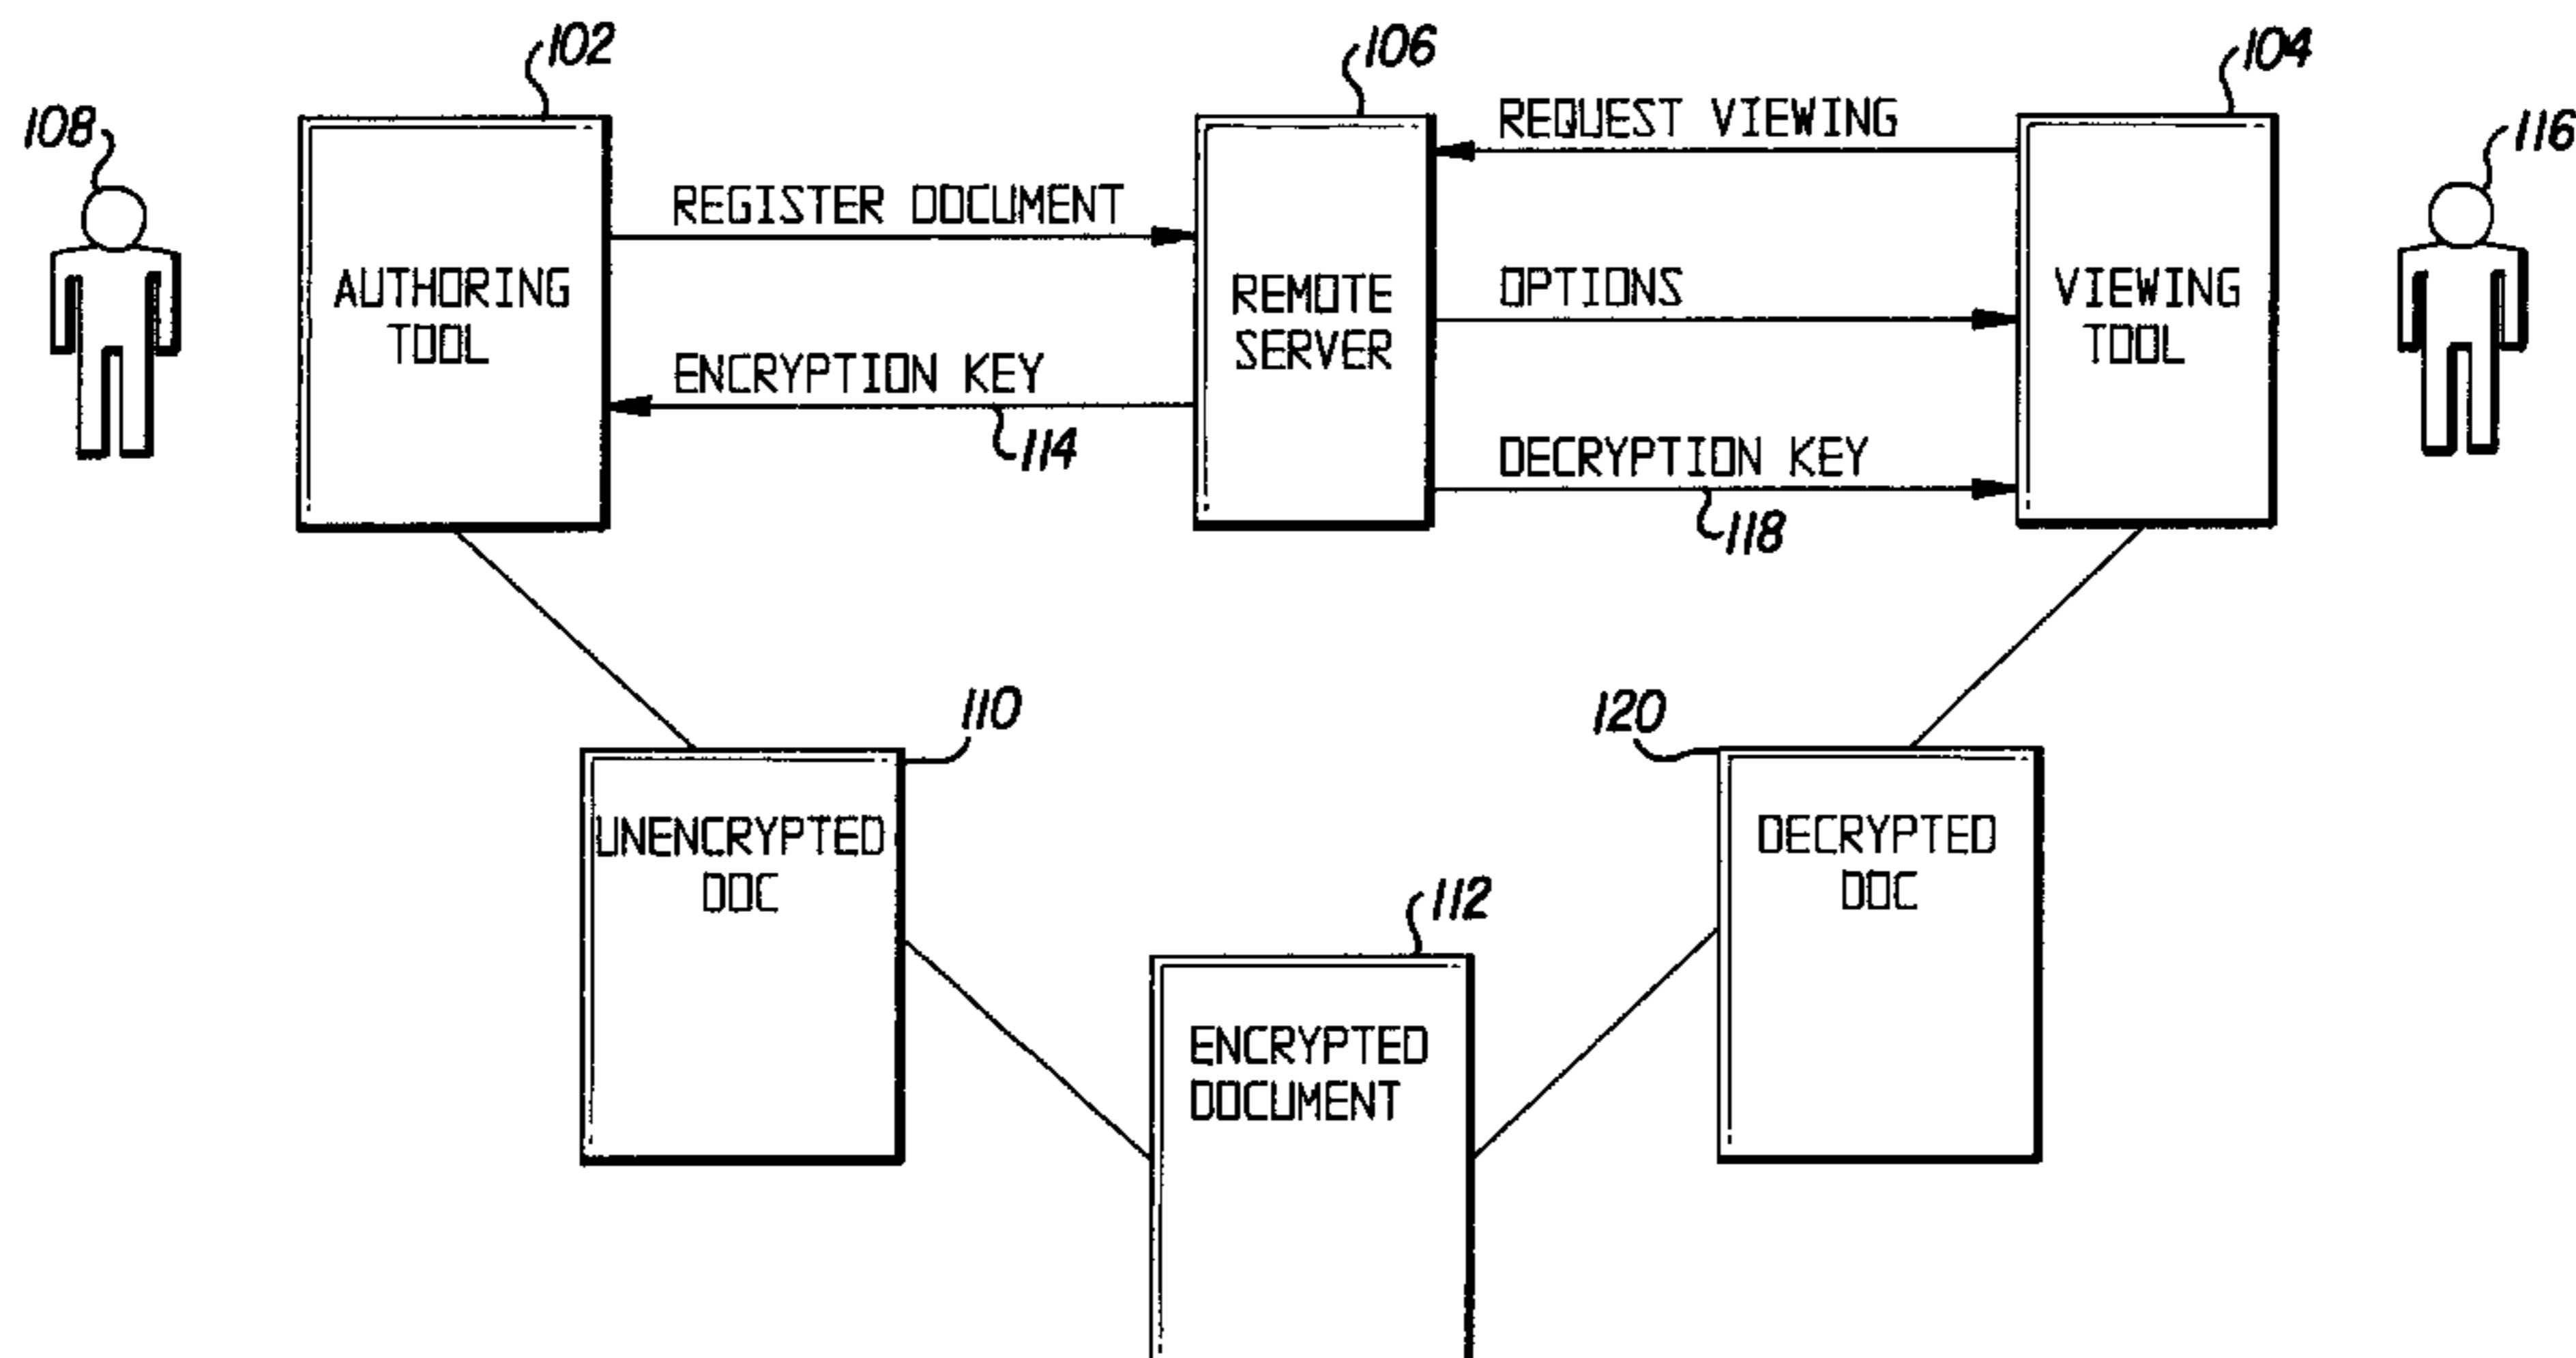 102
106
104
108
116
REQUEST VIEWING
REGISTER DOCUMENT
AUTHORING
TOOL
REMOTE
SERVER
OPTIONS
VIEWING
TOOL
ENCRYPTION KEY
114
DECRYPTION KEY
118
110
120
UNENCRYPTED
DOC
DECRYPTED
DOC
112
ENCRYPTED
DOCUMENT